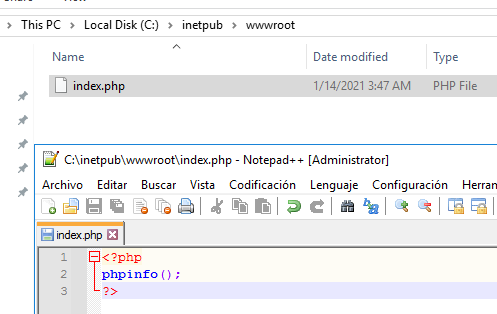 This PC > Local Disk (C:) > inetpub > wwwroot
Name Date modified Type
index.php 1/14/2021 3:47 AM PHP File
C:\inetpub\wwwroot\index.php - Notepad++ [Administrator]
Archivo Editar Buscar Vista Codificación Lenguaje Configuración Herran
index.php
1 <?php
2 phpinfo();
3 ?>